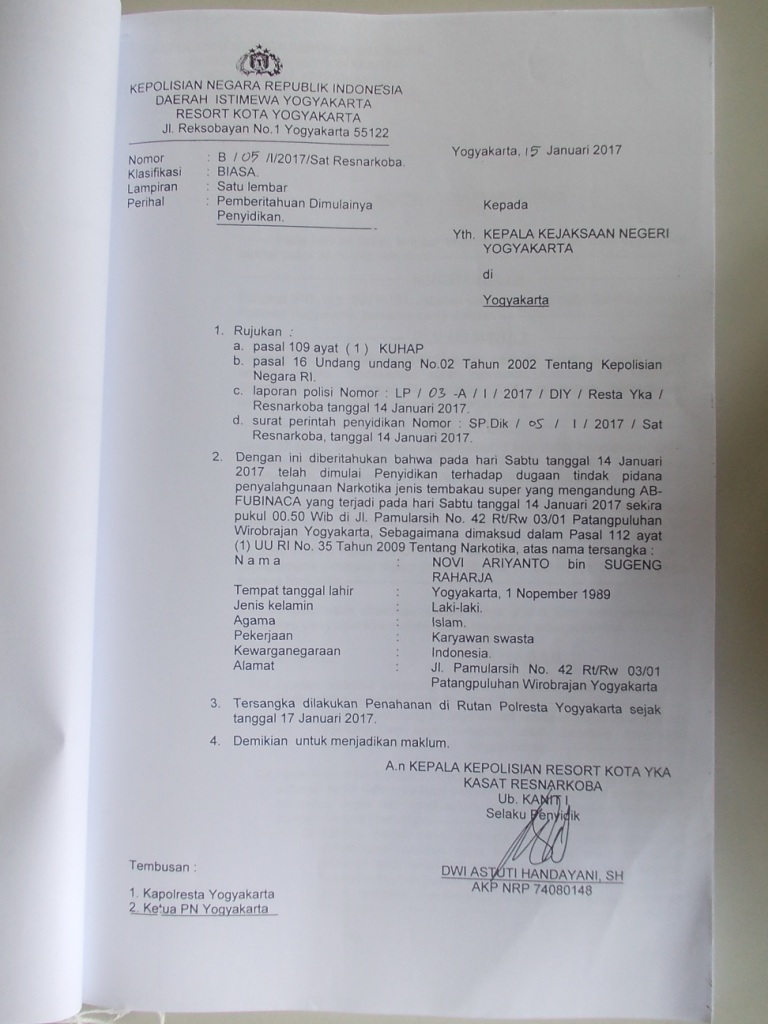 KEPOLISIAN NEGARA REPUBLIK INDONESIA
DAERAH ISTIMEWA YOGYAKARTA
RESORT KOTA YOGYAKARTA
Jl. Reksobayan No.1 Yogyakarta 55122
Yogyakarta, 15 Januari 2017
Nomor : B / 05 /I/2017/Sat Resnarkoba.
Klasifikasi : BIASA.
Lampiran : Satu lembar
Perihal : Pemberitahuan Dimulainya
Penyidikan.
Kepada
Yth. KEPALA KEJAKSAAN NEGERI
YOGYAKARTA
di
Yogyakarta
1. Rujukan :
a. pasal 109 ayat ( 1 ) KUHAP
b. pasal 16 Undang undang No.02 Tahun 2002 Tentang Kepolisian
Negara RI.
c. laporan polisi Nomor : LP / 03 -A / I / 2017 / DIY / Resta Yka /
Resnarkoba tanggal 14 Januari 2017.
d. surat perintah penyidikan Nomor : SP.Dik / 05 / I / 2017 / Sat
Resnarkoba, tanggal 14 Januari 2017.
2. Dengan ini diberitahukan bahwa pada hari Sabtu tanggal 14 Januari
2017 telah dimulai Penyidikan terhadap dugaan tindak pidana
penyalahgunaan Narkotika jenis tembakau super yang mengandung AB-
FUBINACA yang terjadi pada hari Sabtu tanggal 14 Januari 2017 sekira
pukul 00.50 Wib di Jl. Pamularsih No. 42 Rt/Rw 03/01 Patangpuluhan
Wirobrajan Yogyakarta, Sebagaimana dimaksud dalam Pasal 112 ayat
(1) UU RI No. 35 Tahun 2009 Tentang Narkotika, atas nama tersangka :
N a m a : NOVI ARIYANTO bin SUGENG
RAHARJA
Tempat tanggal lahir : Yogyakarta, 1 Nopember 1989
Jenis kelamin : Laki-laki.
Agama : Islam.
Pekerjaan : Karyawan swasta
Kewarganegaraan : Indonesia.
Alamat : Jl. Pamularsih No. 42 Rt/Rw 03/01
Patangpuluhan Wirobrajan Yogyakarta
3. Tersangka dilakukan Penahanan di Rutan Polresta Yogyakarta sejak
tanggal 17 Januari 2017.
4. Demikian untuk menjadikan maklum.
A.n KEPALA KEPOLISIAN RESORT KOTA YKA
KASAT RESNARKOBA
Ub. KANIT I
Selaku Penyidik
DWI ASTUTI HANDAYANI, SH
AKP NRP 74080148
Tembusan :
1. Kapolresta Yogyakarta
2. Ketua PN Yogyakarta